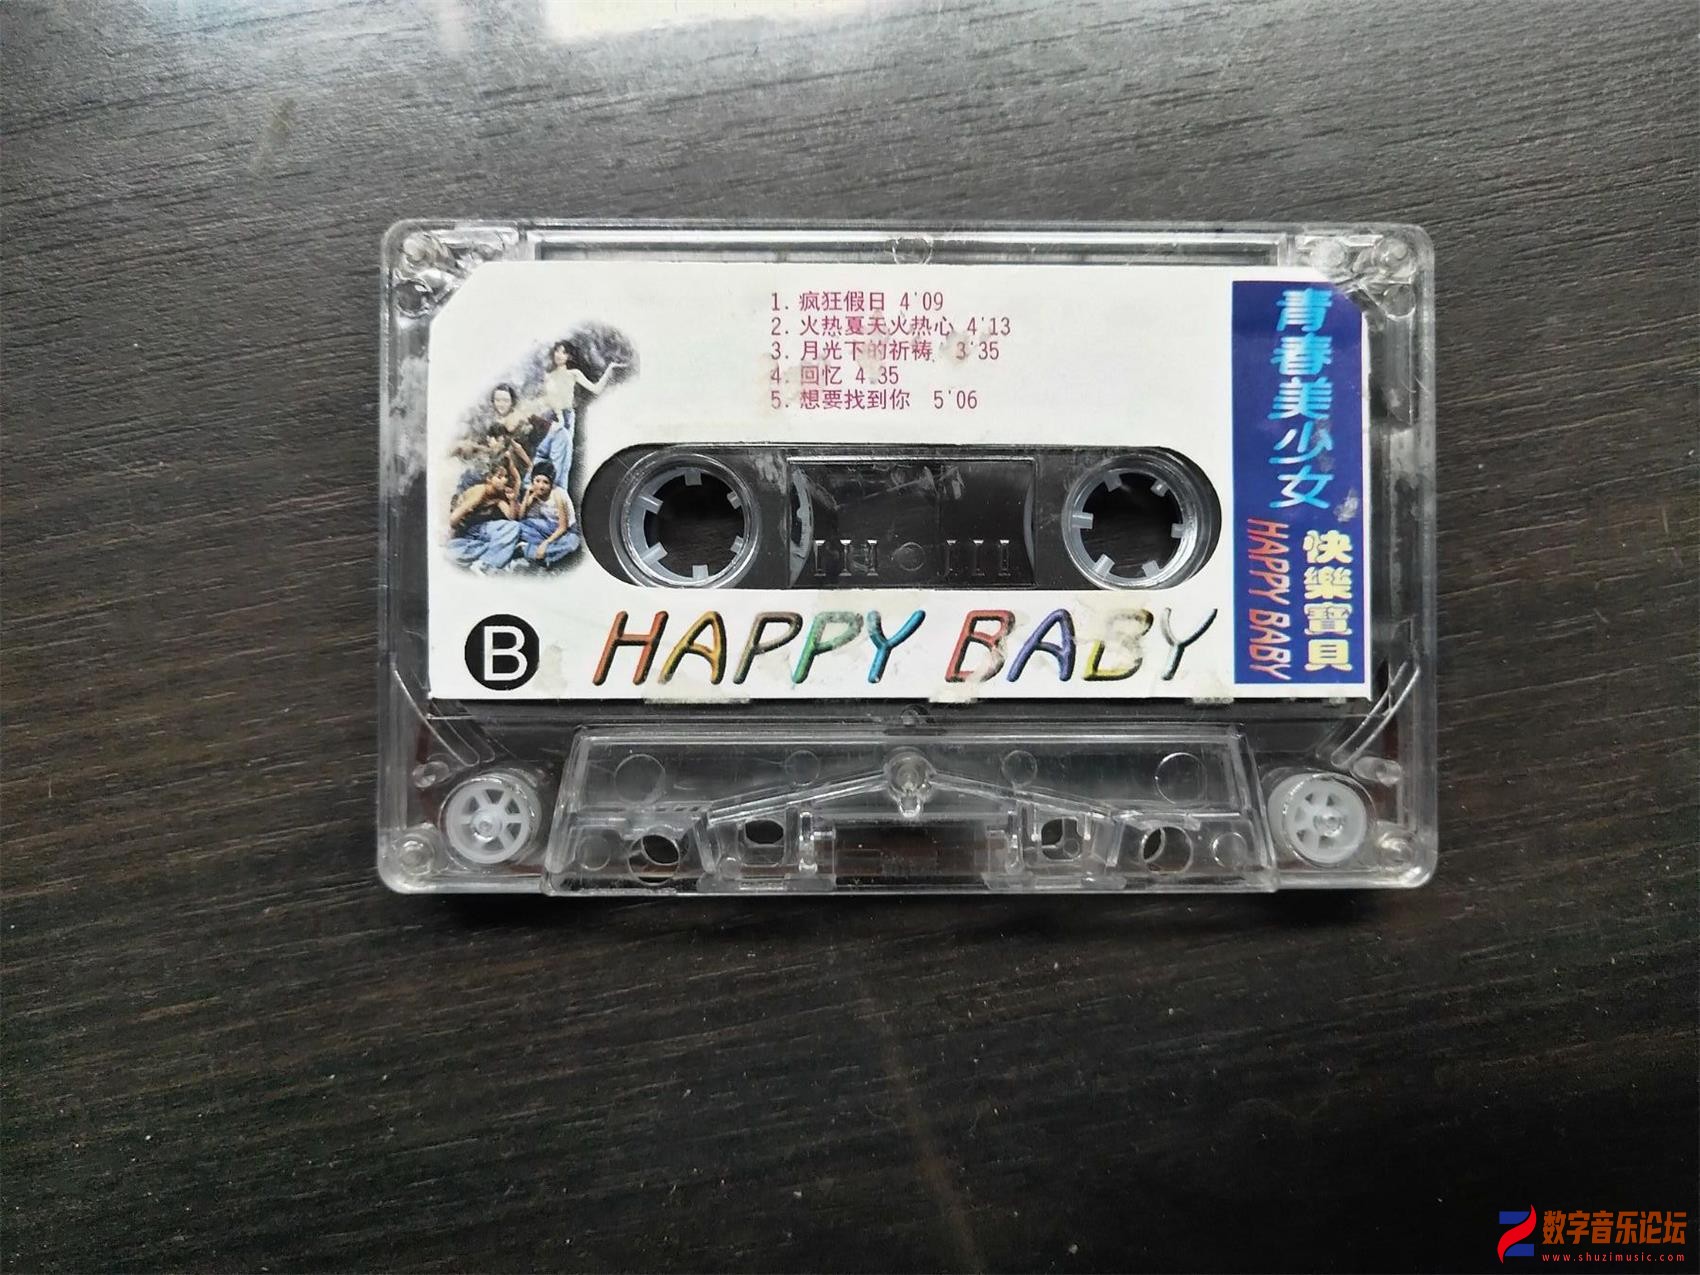 1. 疯狂假日 4'09
2. 火热夏天火热心 4'13
3. 月光下的祈祷 3'35
4. 回忆 4.35
5. 想要找到你 5'06
B
HAPPY BABY
青春美少女
快樂寶貝
HAPPY BABY
数字音乐论坛
www.shuzimusic.com